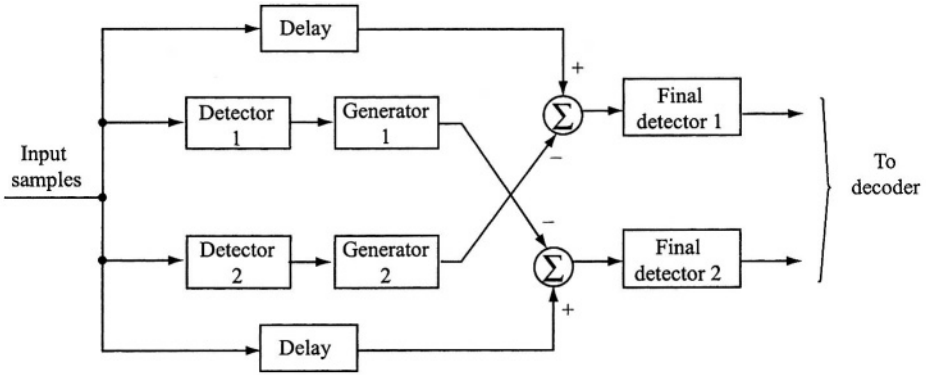 Delay
+
Detector
1
Generator
1
Σ
Final
detector 1
−
Input
samples
To
decoder
−
Detector
2
Generator
2
Σ
Final
detector 2
+
Delay